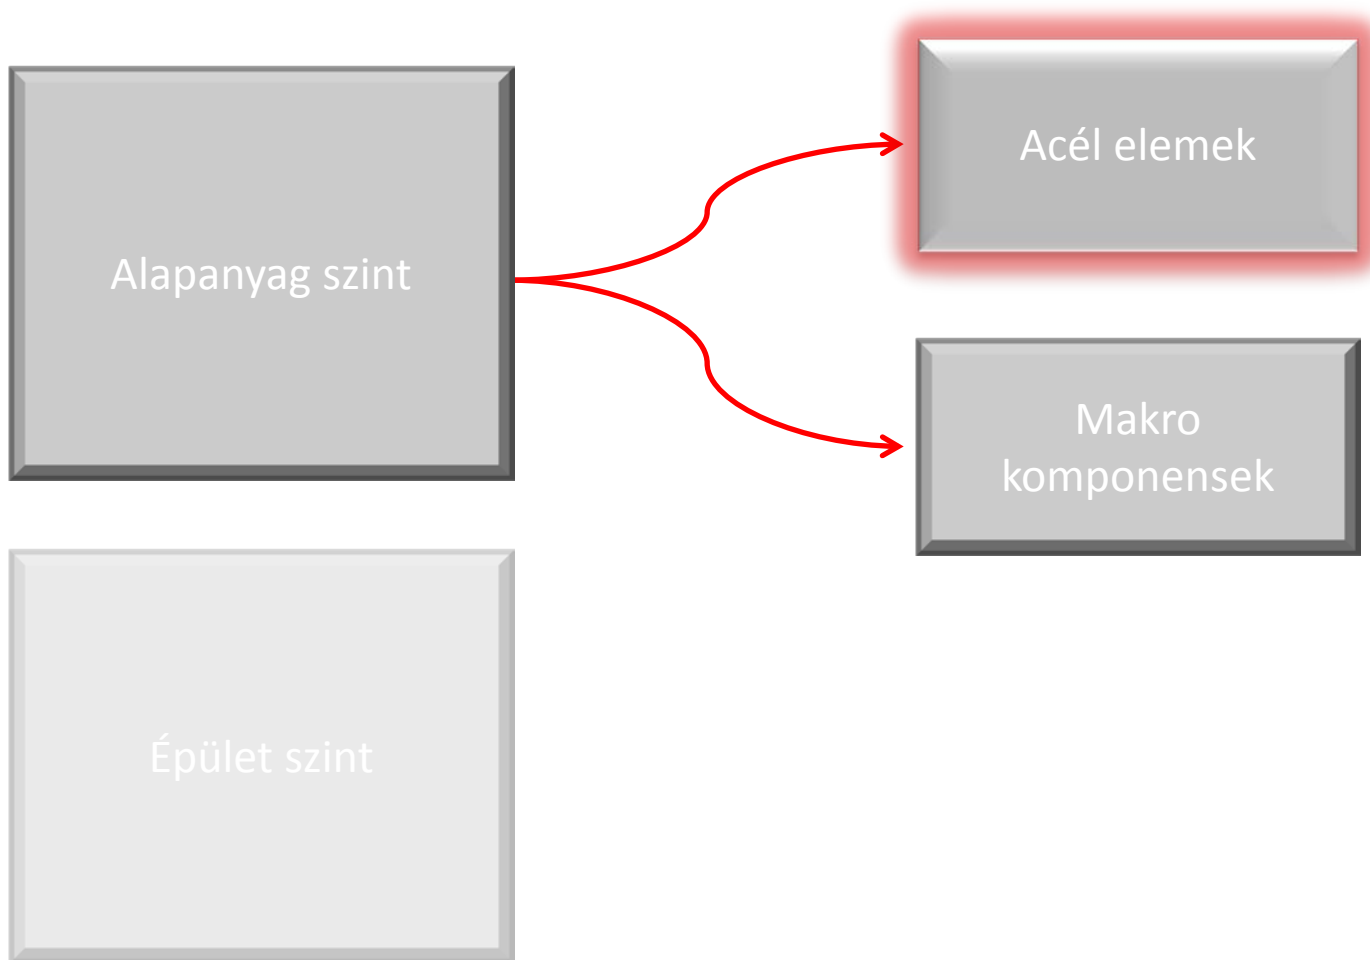 Acél elemek
Alapanyag szint
Makro
komponensek
Épület szint